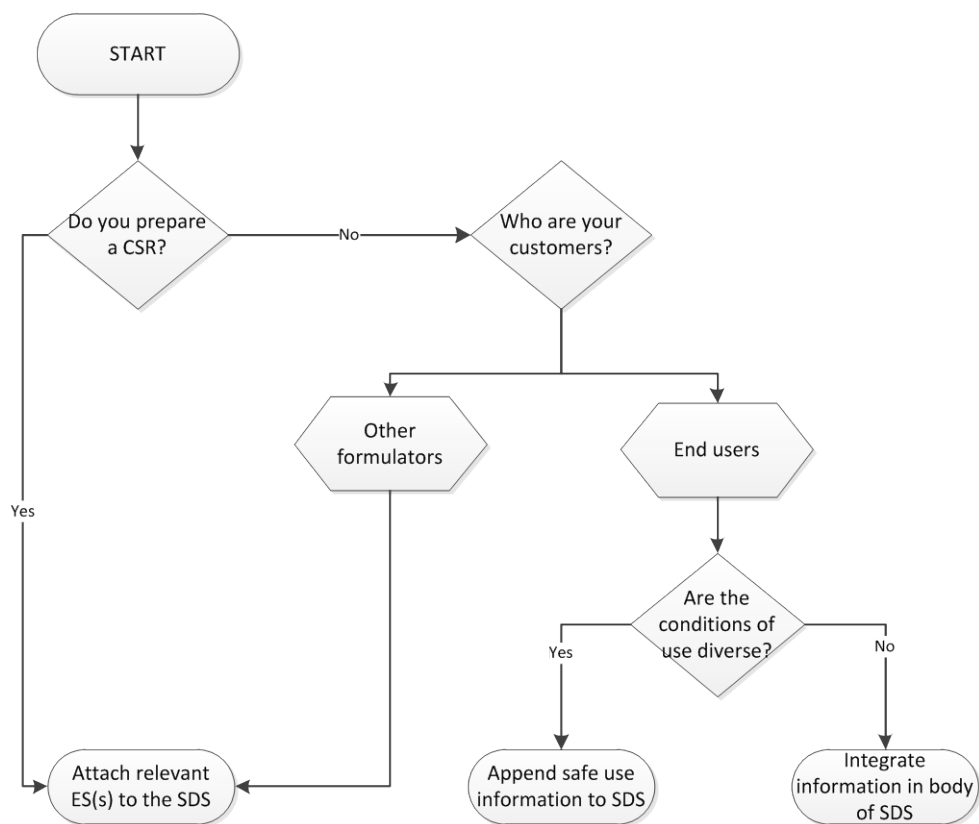 START
Do you prepare
a CSR?
No
Who are your
customers?
Other
formulators
End users
Yes
Are the
conditions of
use diverse?
Yes
No
Attach relevant
ES(s) to the SDS
Append safe use
information to SDS
Integrate
information in body
of SDS